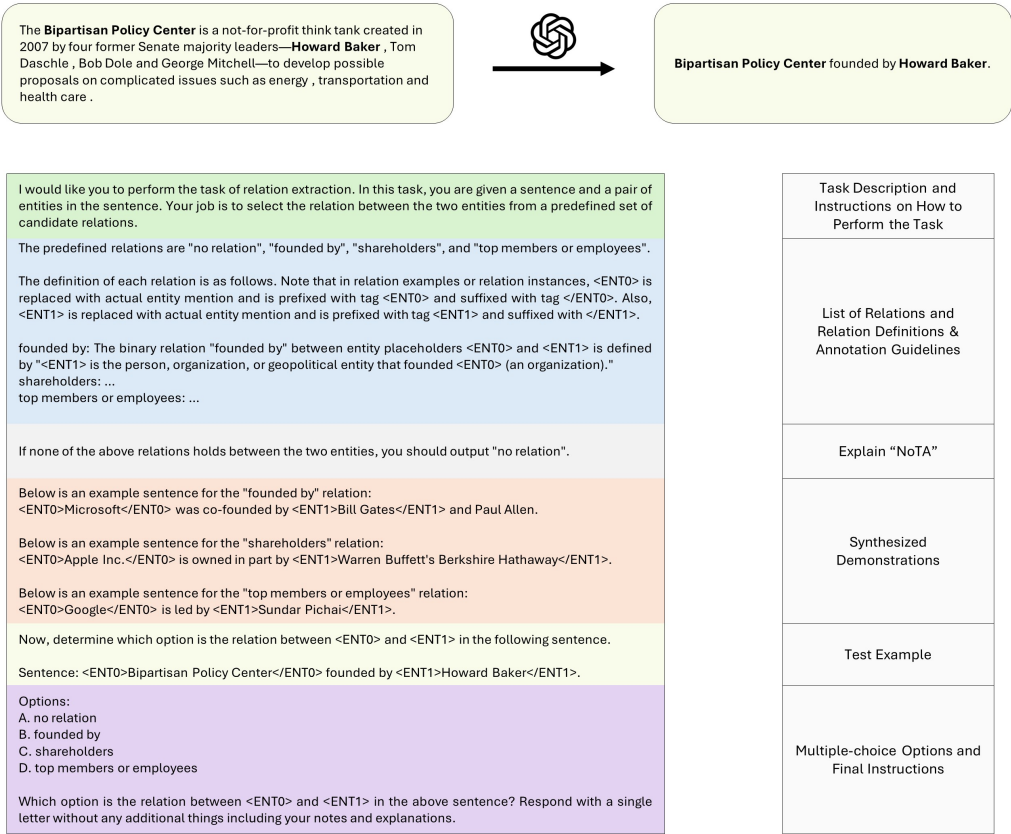 The Bipartisan Policy Center is a not-for-profit think tank created in
2007 by four former Senate majority leaders—Howard Baker , Tom
Daschle , Bob Dole and George Mitchell—to develop possible
proposals on complicated issues such as energy , transportation and
health care .
Bipartisan Policy Center founded by Howard Baker.
I would like you to perform the task of relation extraction. In this task, you are given a sentence and a pair of
entities in the sentence. Your job is to select the relation between the two entities from a predefined set of
candidate relations.
Task Description and
Instructions on How to
Perform the Task
The predefined relations are "no relation", "founded by", "shareholders", and "top members or employees".
The definition of each relation is as follows. Note that in relation examples or relation instances, <ENT0> is
replaced with actual entity mention and is prefixed with tag <ENT0> and suffixed with tag </ENT0>. Also,
<ENT1> is replaced with actual entity mention and is prefixed with tag <ENT1> and suffixed with </ENT1>.
founded by: The binary relation "founded by" between entity placeholders <ENT0> and <ENT1> is defined
by "<ENT1> is the person, organization, or geopolitical entity that founded <ENT0> (an organization)."
shareholders: ...
top members or employees: ...
List of Relations and
Relation Definitions &
Annotation Guidelines
If none of the above relations holds between the two entities, you should output "no relation".
Explain “NoTA”
Below is an example sentence for the "founded by" relation:
<ENT0>Microsoft</ENT0> was co-founded by <ENT1>Bill Gates</ENT1> and Paul Allen.
Below is an example sentence for the "shareholders" relation:
<ENT0>Apple Inc.</ENT0> is owned in part by <ENT1>Warren Buffett's Berkshire Hathaway</ENT1>.
Below is an example sentence for the "top members or employees" relation:
<ENT0>Google</ENT0> is led by <ENT1>Sundar Pichai</ENT1>.
Synthesized
Demonstrations
Now, determine which option is the relation between <ENT0> and <ENT1> in the following sentence.
Sentence: <ENT0>Bipartisan Policy Center</ENT0> founded by <ENT1>Howard Baker</ENT1>.
Test Example
Options:
A. no relation
B. founded by
C. shareholders
D. top members or employees
Which option is the relation between <ENT0> and <ENT1> in the above sentence? Respond with a single
letter without any additional things including your notes and explanations.
Multiple-choice Options and
Final Instructions